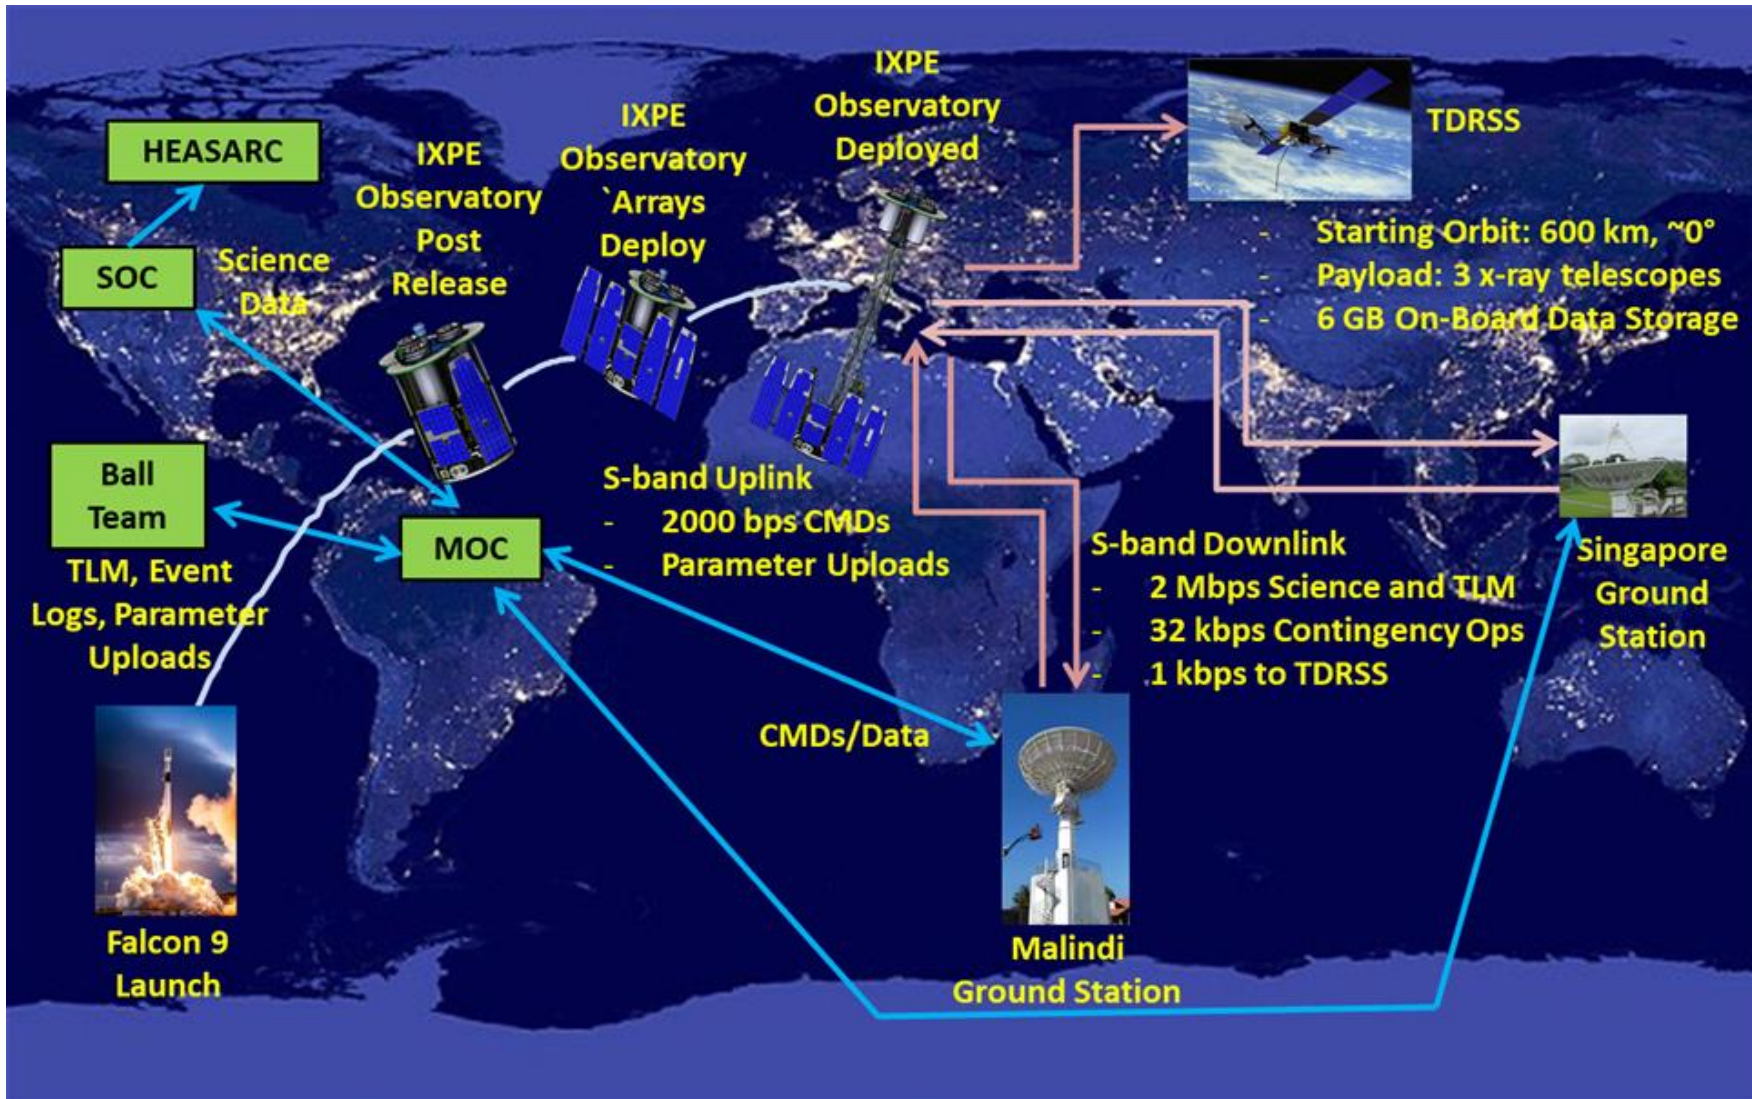 HEASARC
SOC
Science
Data
IXPE
Observatory
Post
Release
IXPE
Observatory
`Arrays
Deploy
IXPE
Observatory
Deployed
TDRSS
- Starting Orbit: 600 km, ~0°
- Payload: 3 x-ray telescopes
- 6 GB On-Board Data Storage
Ball
Team
TLM, Event
Logs, Parameter
Uploads
MOC
S-band Uplink
- 2000 bps CMDs
- Parameter Uploads
S-band Downlink
- 2 Mbps Science and TLM
- 32 kbps Contingency Ops
- 1 kbps to TDRSS
Singapore
Ground
Station
CMDs/Data
Falcon 9
Launch
Malindi
Ground Station